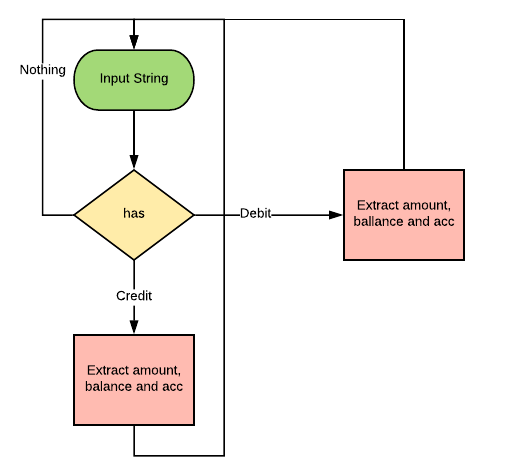 Nothing
Input String
has
Debit
Extract amount,
ballance and acc
Credit
Extract amount,
balance and acc